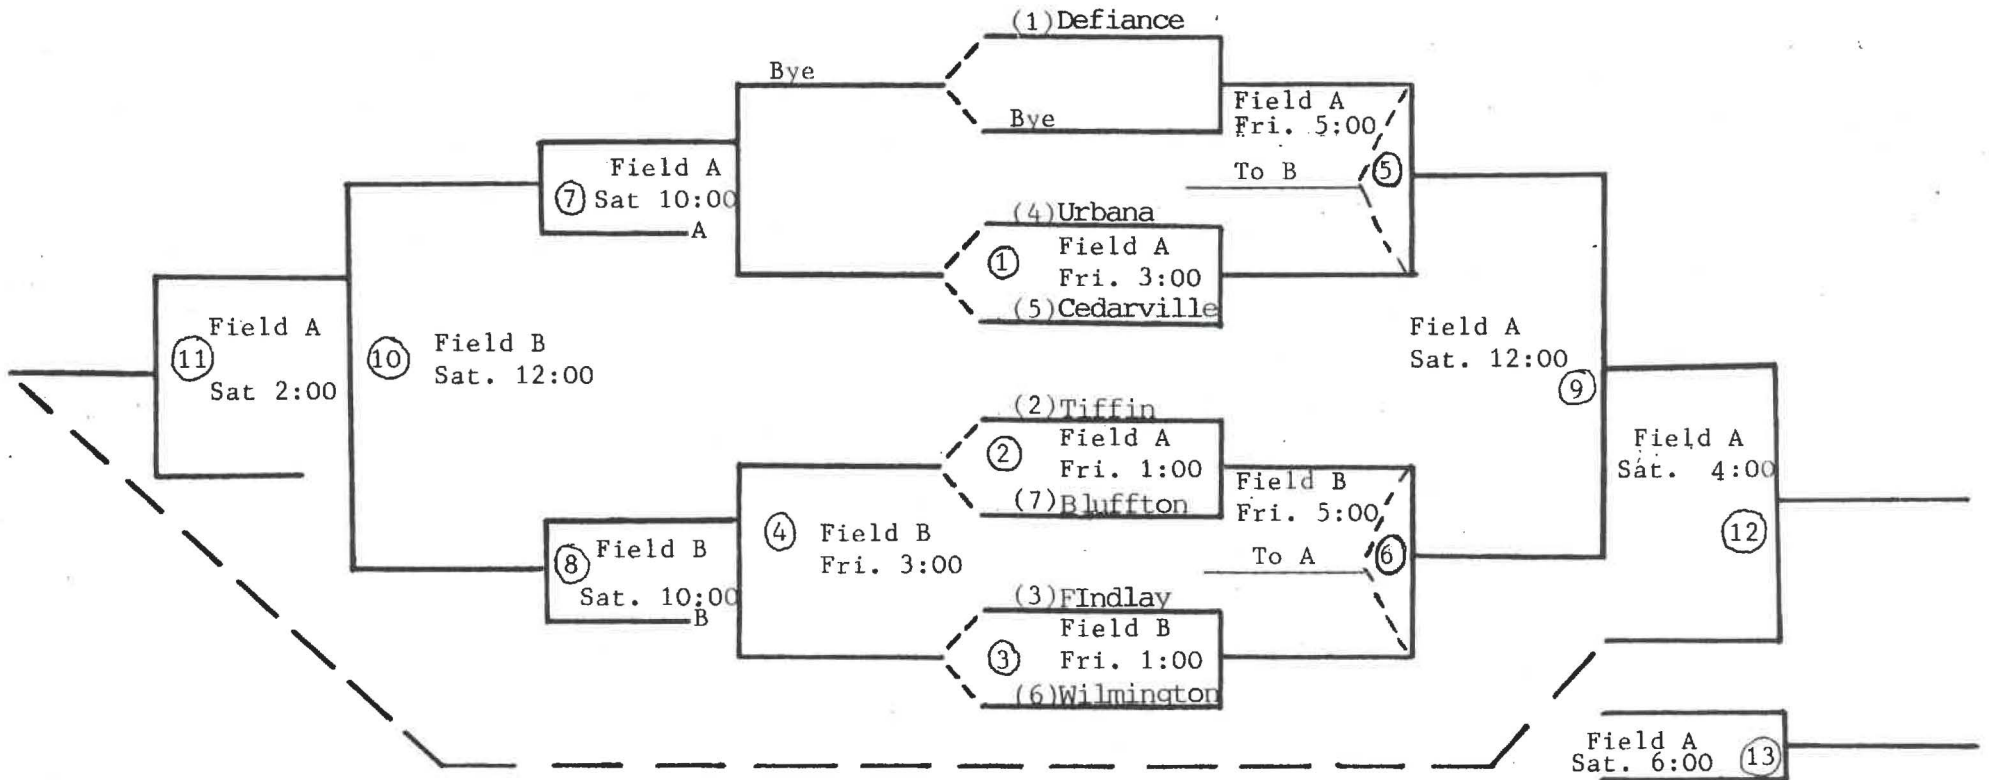 (1)Defiance
Bye
Bye
Field A
Fri. 5:00
To B
5
Field A
7 Sat 10:00
A
(4)Urbana
1 Field A
Fri. 3:00
(5)Cedarville
Field A
11
Sat 2:00
10 Field B
Sat. 12:00
Field A
Sat. 12:00
9
(2)Tiffin
2 Field A
Fri. 1:00
(7)Bluffton
Field B
Fri. 5:00
To A
6
Field A
Sat. 4:00
12
4 Field B
Fri. 3:00
8 Field B
Sat. 10:00
B
(3)FIndlay
Field B
3 Fri. 1:00
(6)Wilmington
Field A
Sat. 6:00 13